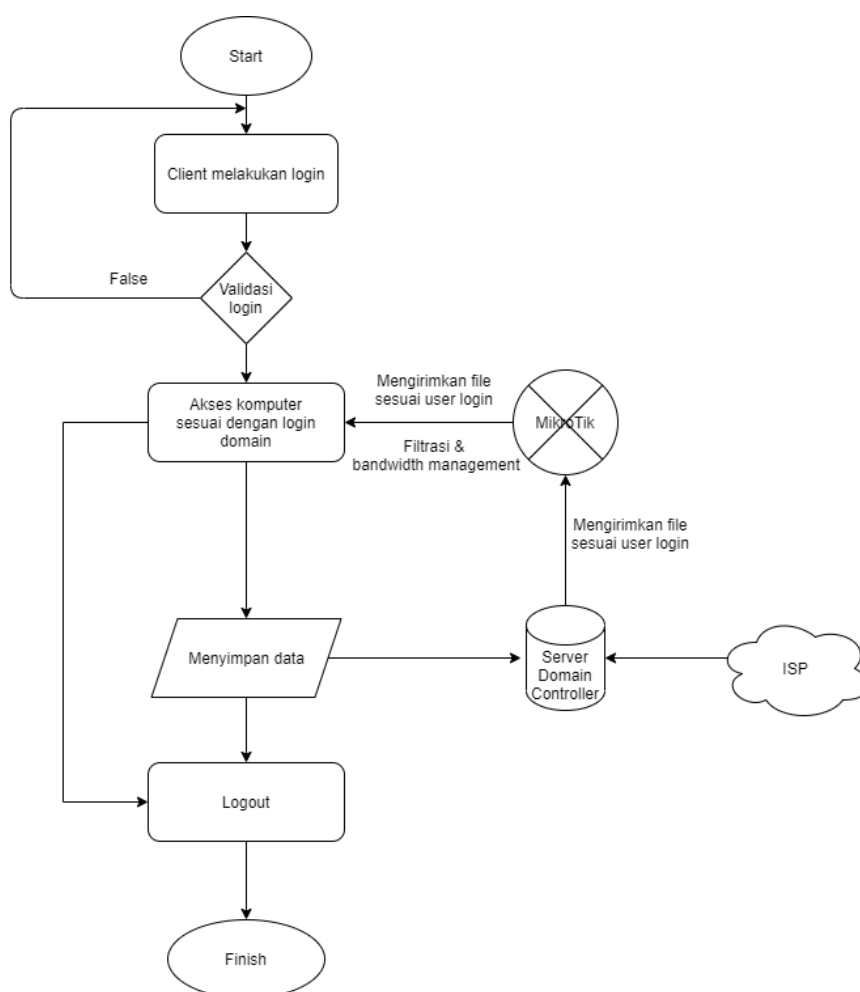 Start
Client melakukan login
False
Validasi
login
Akses komputer
sesuai dengan login
domain
Mengirimkan file
sesuai user login
Filtrasi &
bandwidth management
MikroTik
Mengirimkan file
sesuai user login
Menyimpan data
Server
Domain
Controller
ISP
Logout
Finish